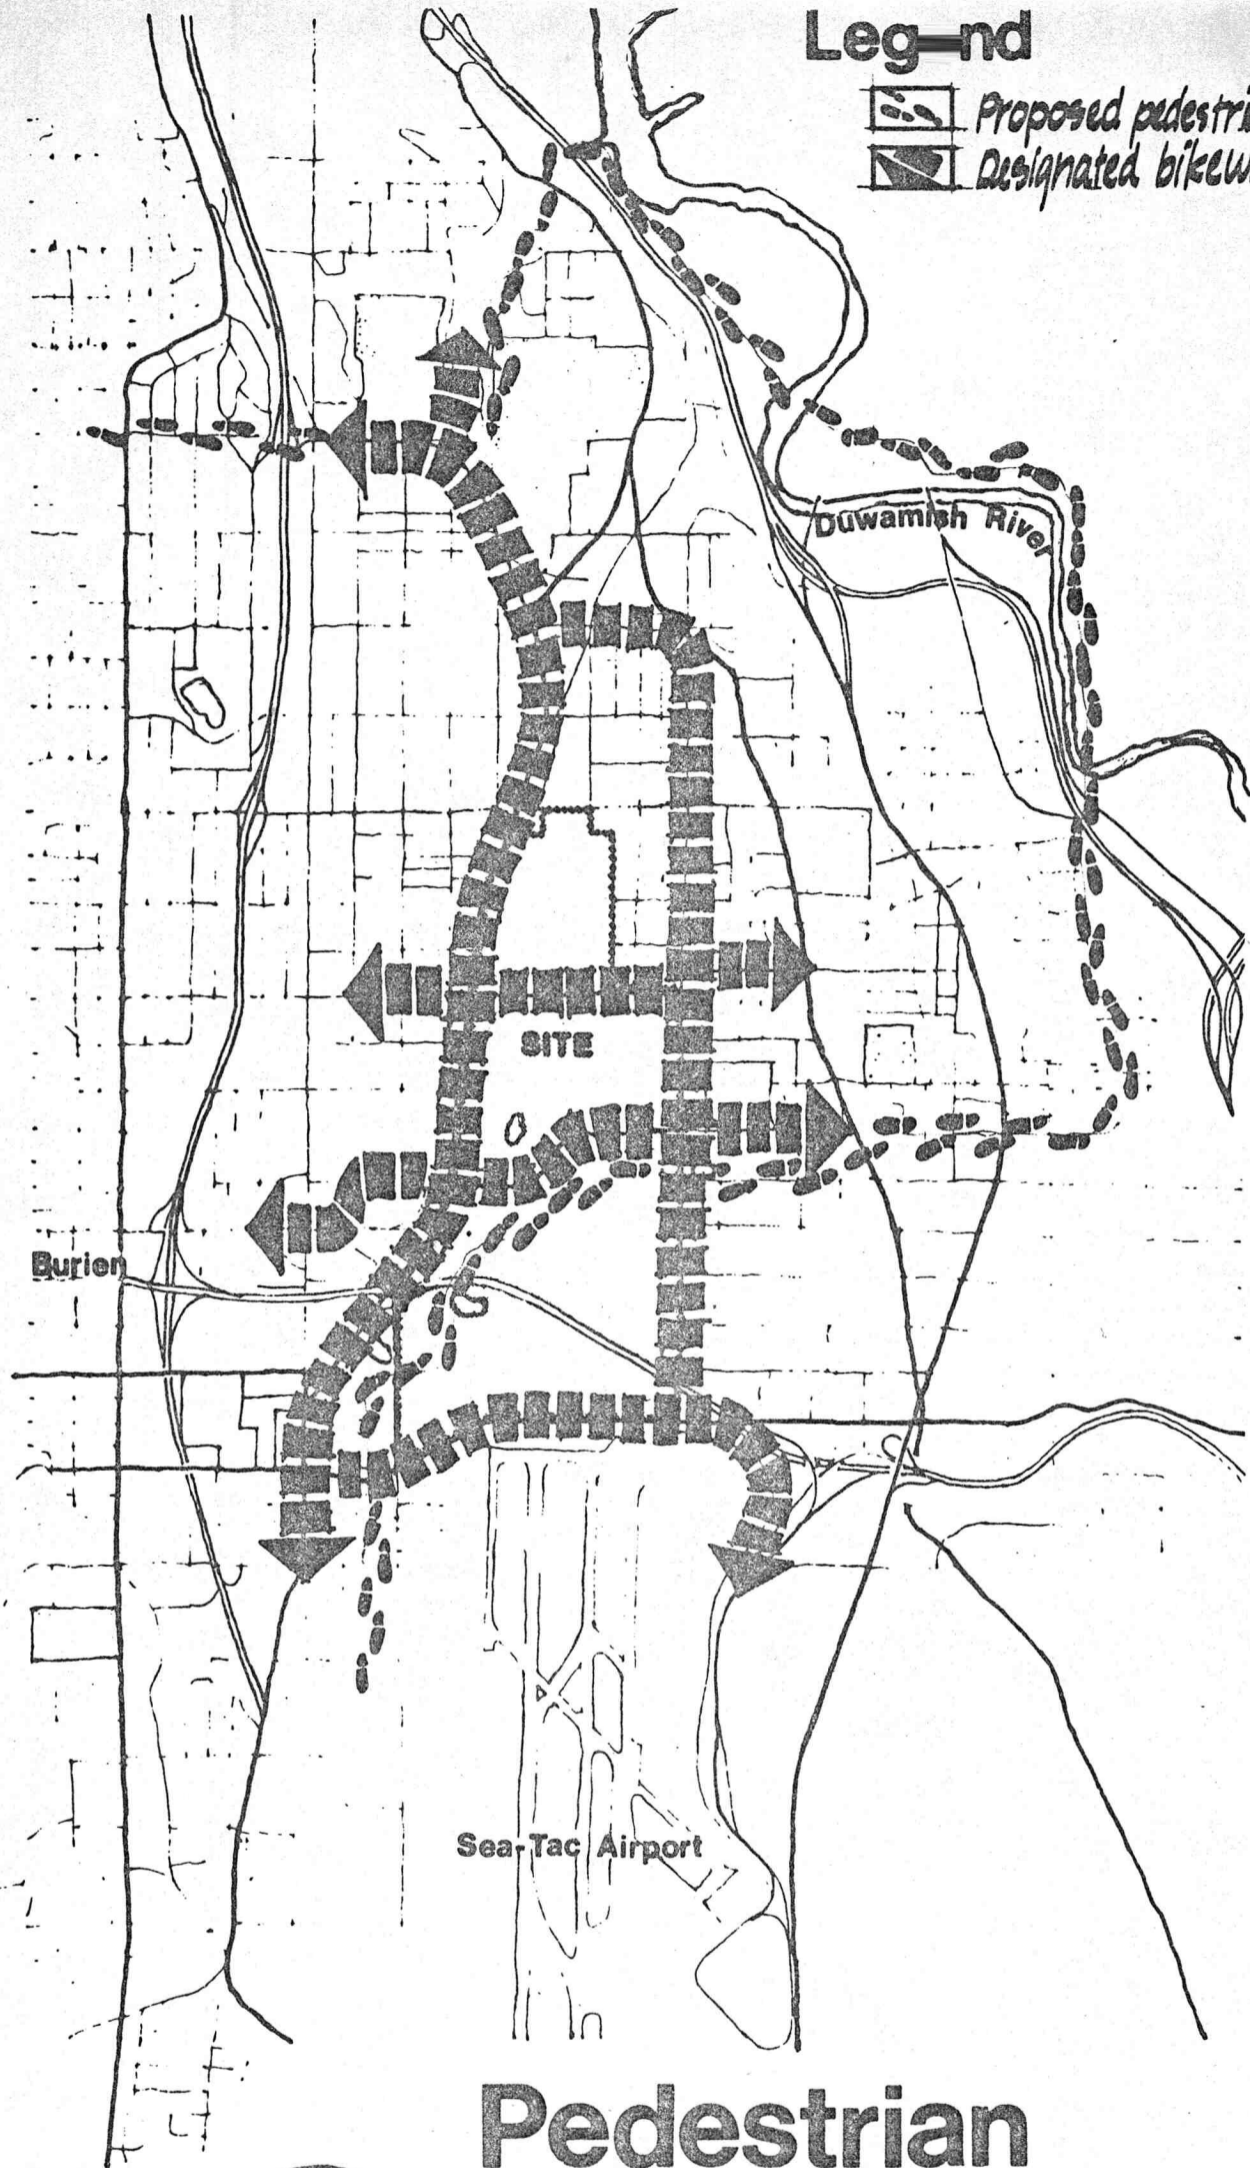 Leg nd
Proposed pedestri
Designated bikew
Duwamish River
SITE
Burien
Sea-Tac Airport
Pedestrian